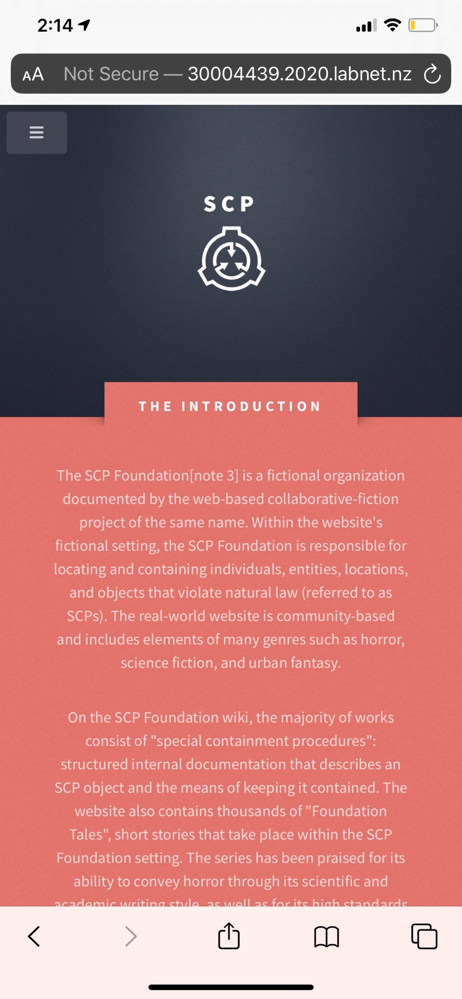 2:14
AA Not Secure — 30004439.2020.labnet.nz
SCP
THE INTRODUCTION
The SCP Foundation[note 3] is a fictional organization
documented by the web-based collaborative-fiction
project of the same name. Within the website's
fictional setting, the SCP Foundation is responsible for
locating and containing individuals, entities, locations,
and objects that violate natural law (referred to as
SCPs). The real-world website is community-based
and includes elements of many genres such as horror,
science fiction, and urban fantasy.
On the SCP Foundation wiki, the majority of works
consist of "special containment procedures":
structured internal documentation that describes an
SCP object and the means of keeping it contained. The
website also contains thousands of "Foundation
Tales", short stories that take place within the SCP
Foundation setting. The series has been praised for its
ability to convey horror through its scientific and
academic writing style, as well as for its high standards